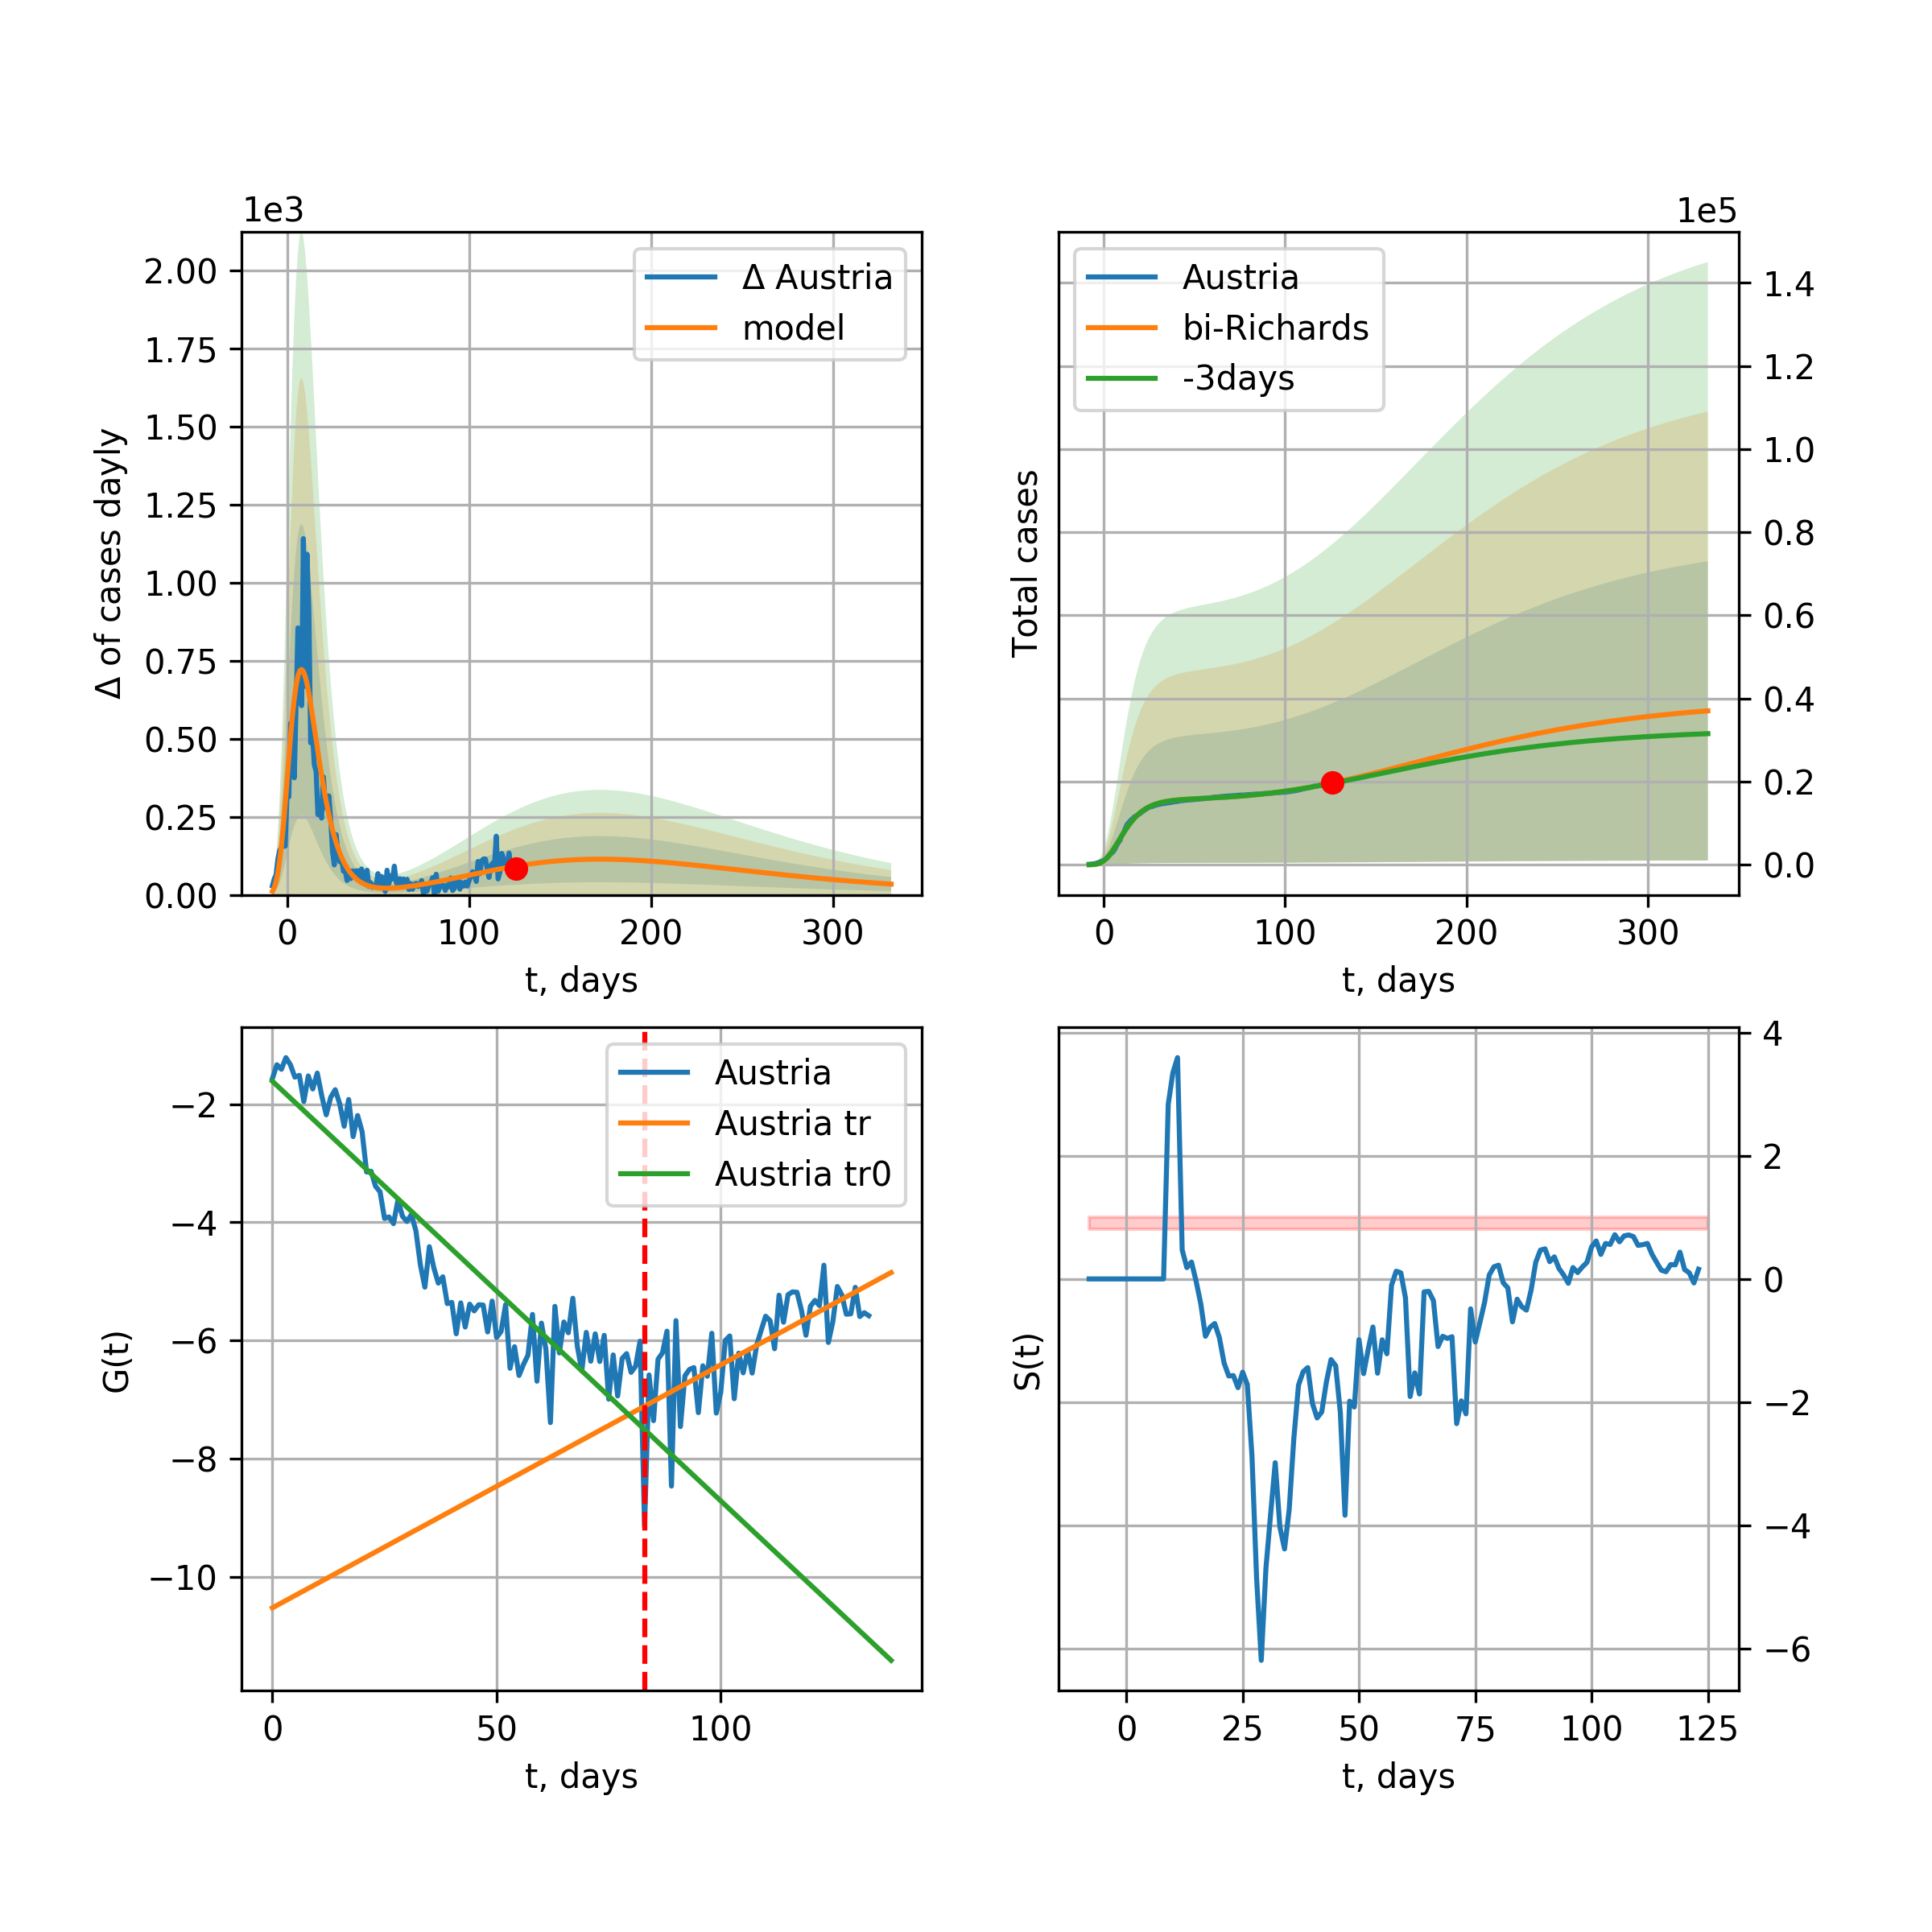 1e3
Δ of cases dayly
2.00
1.75
1.50
1.25
1.00
0.75
0.50
0.25
0.00
0 100 200 300
t, days
Δ Austria
model
1e5
Total cases
1.4
1.2
1.0
0.8
0.6
0.4
0.2
0.0
0 100 200 300
t, days
Austria
bi-Richards
-3days
G(t)
−2
−4
−6
−8
−10
0 50 100
t, days
Austria
Austria tr
Austria tr0
S(t)
4
2
0
−2
−4
−6
0 25 50 75 100 125
t, days